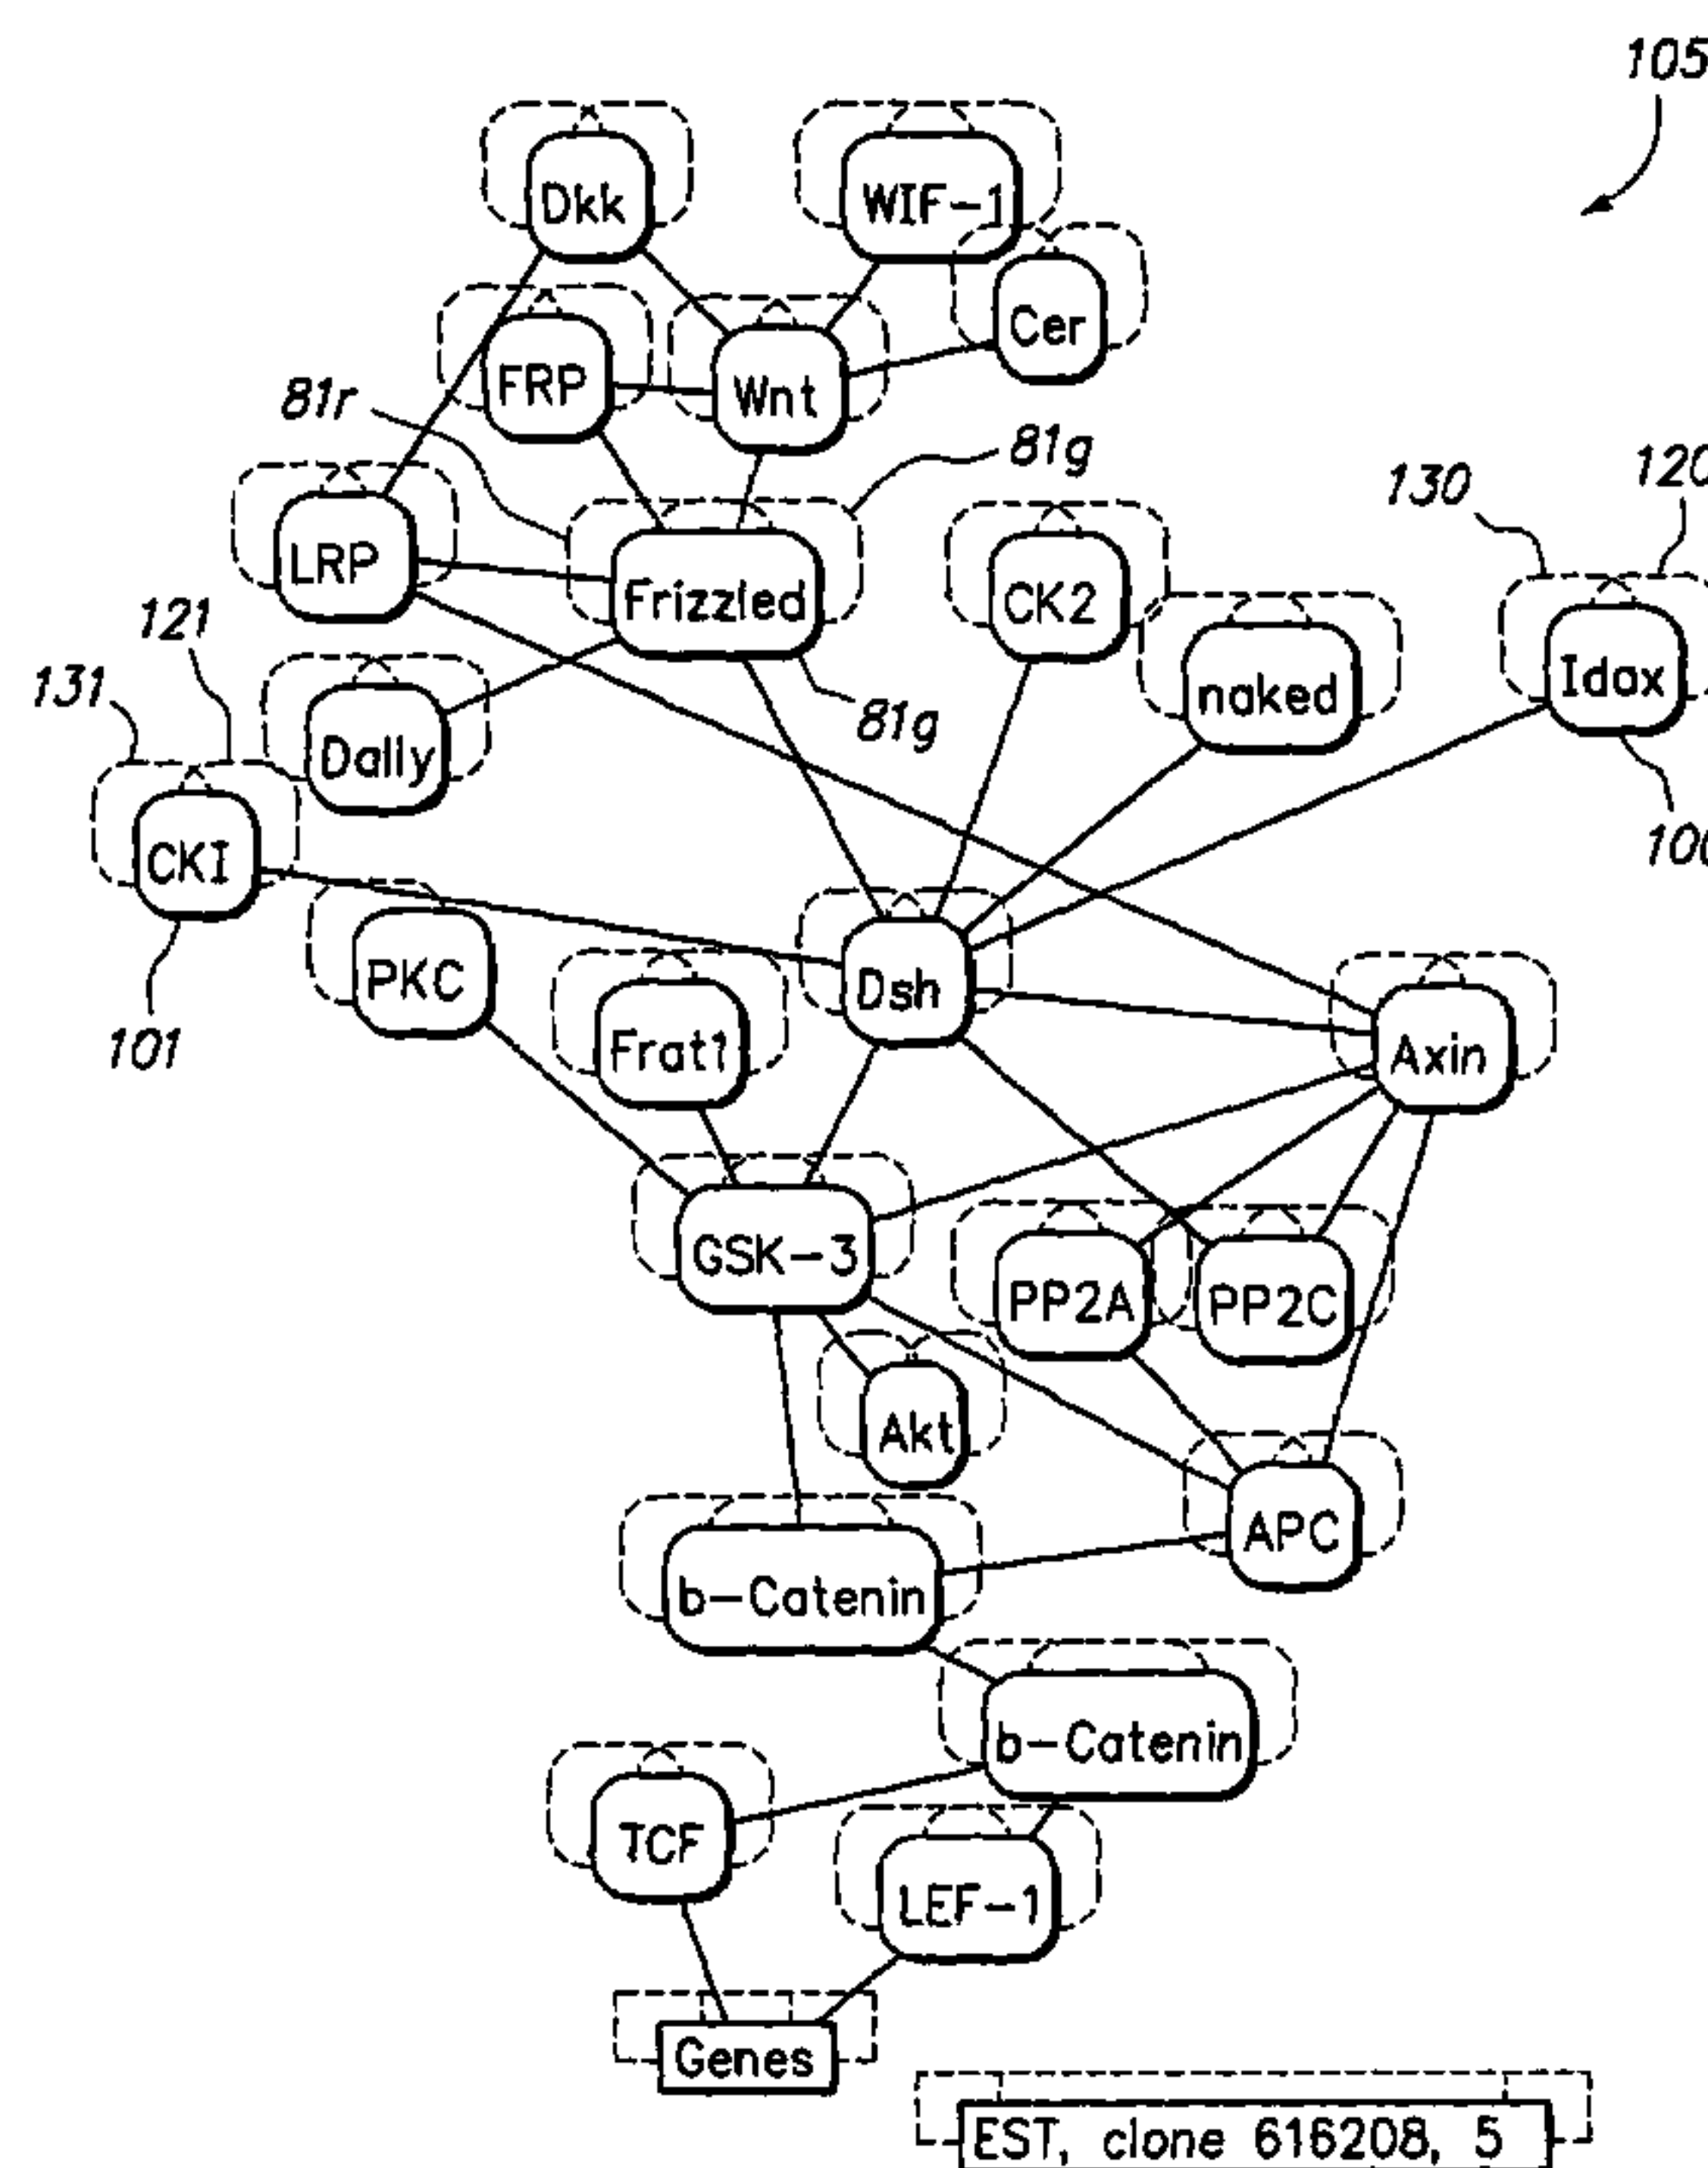 105
Dkk
WIF-1
Cer
FRP
Wnt
81r
81g
130
120
LRP
Frizzled
CK2
121
naked
Idax
131
Dally
81g
CKI
100
PKC
Dsh
101
Frat1
Axin
GSK-3
PP2A
PP2C
Akt
APC
b-Catenin
b-Catenin
TCF
LEF-1
Genes
EST, clone 616208, 5